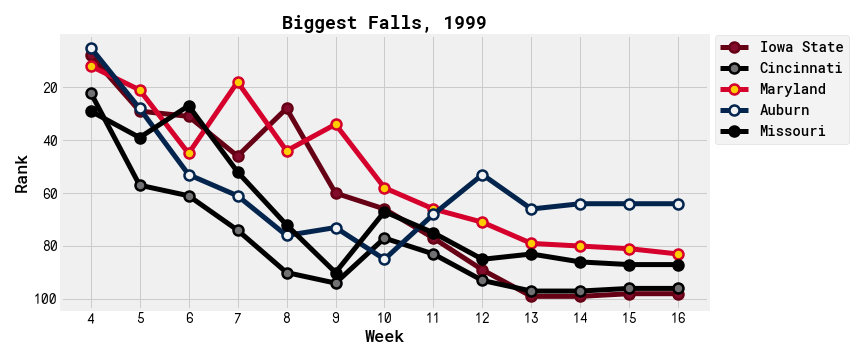 Biggest Falls, 1999
Iowa State
Cincinnati
Maryland
Auburn
Missouri
Rank
20
40
60
80
100
4 5 6 7 8 9 10 11 12 13 14 15 16
Week